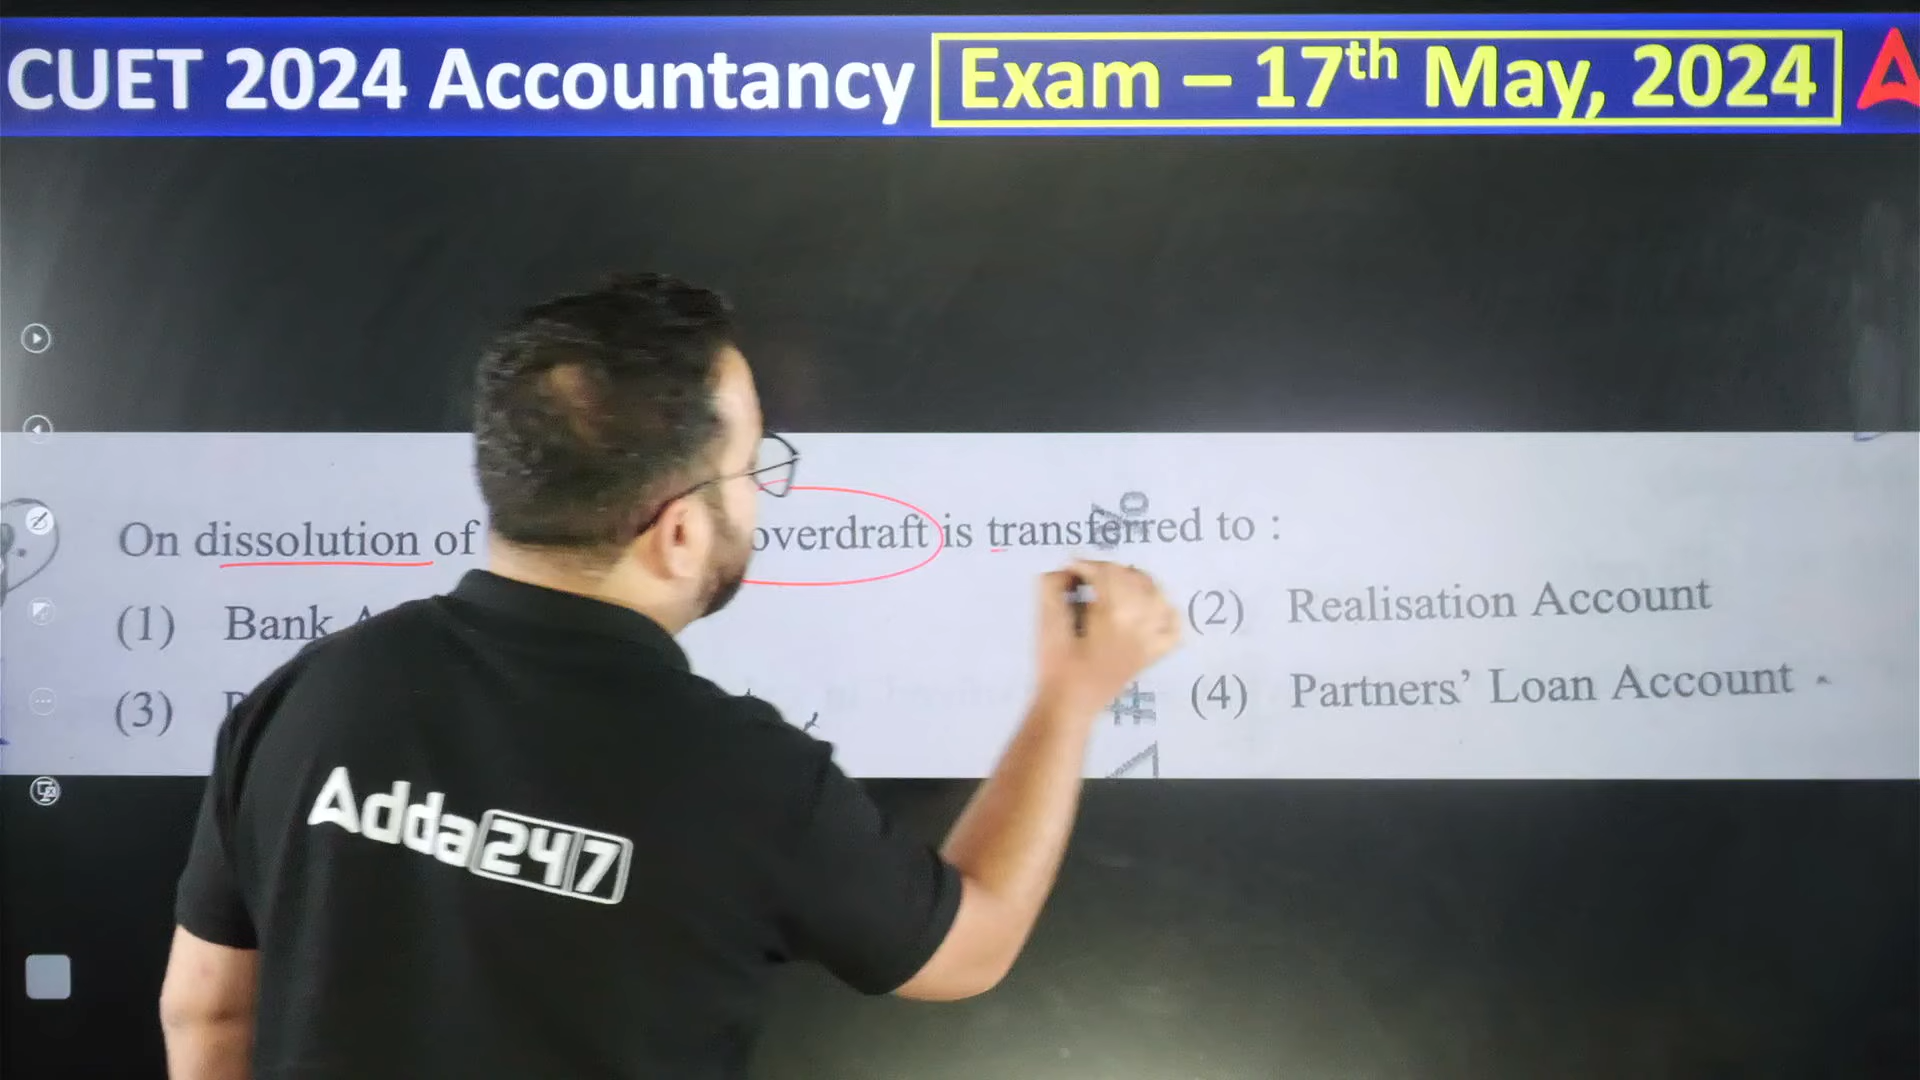 CUET 2024 Accountancy Exam – 17th May, 2024
On dissolution of overdraft is transferred to :
(1) Bank
(2) Realisation Account
(3)
(4) Partners' Loan Account
Adda247